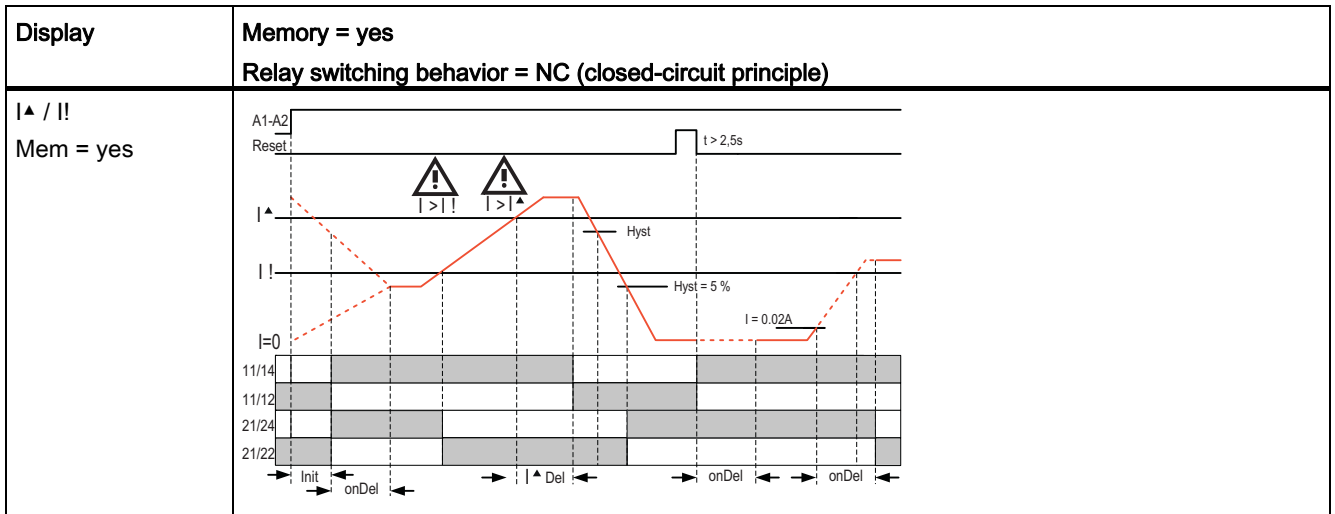 Display
Memory = yes
Relay switching behavior = NC (closed-circuit principle)
I▲ / I!
Mem = yes
A1-A2
Reset
t > 2,5s
I > I !
I > I▲
I▲
Hyst
I !
Hyst = 5 %
I = 0.02A
I=0
11/14
11/12
21/24
21/22
Init
onDel
I▲ Del
onDel
onDel